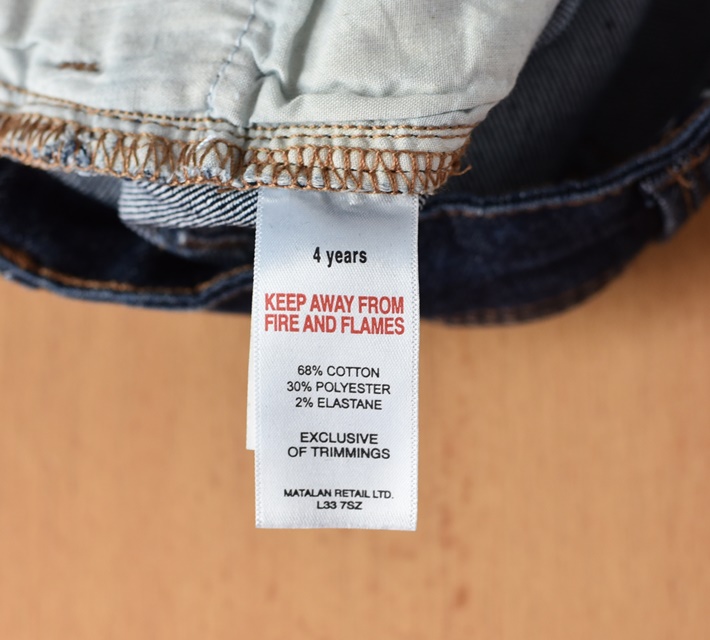 4 years
KEEP AWAY FROM
FIRE AND FLAMES
68% COTTON
30% POLYESTER
2% ELASTANE
EXCLUSIVE
OF TRIMMINGS
MATALAN RETAIL LTD.
L33 7SZ